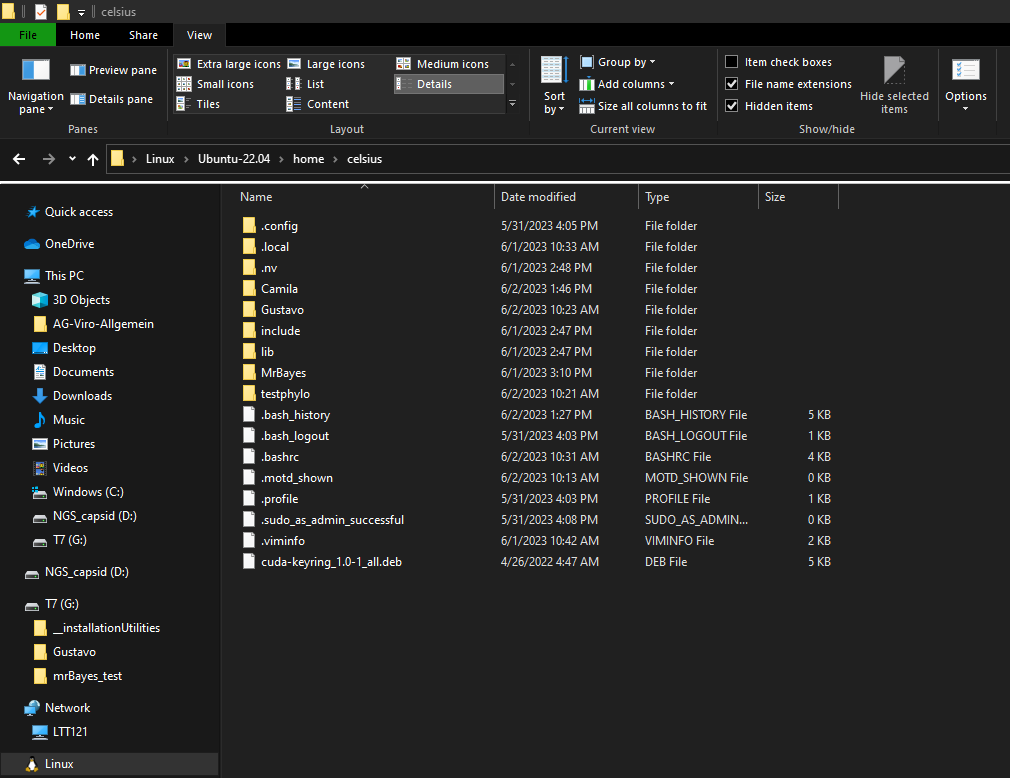 celsius
File Home Share View
Navigation pane
Preview pane
Details pane
Panes
Extra large icons Large icons Medium icons
Small icons List Details
Tiles Content
Layout
Sort by
Group by
Add columns
Size all columns to fit
Current view
Item check boxes
File name extensions
Hidden items
Hide selected items
Show/hide
Options
Linux Ubuntu-22.04 home celsius
Quick access
OneDrive
This PC
3D Objects
AG-Viro-Allgemein
Desktop
Documents
Downloads
Music
Pictures
Videos
Windows (C:)
NGS_capsid (D:)
T7 (G:)
NGS_capsid (D:)
T7 (G:)
__installationUtilities
Gustavo
mrBayes_test
Network
LTT121
Linux
Name Date modified Type Size
.config 5/31/2023 4:05 PM File folder
.local 6/1/2023 10:33 AM File folder
.nv 6/1/2023 2:48 PM File folder
Camila 6/2/2023 1:46 PM File folder
Gustavo 6/2/2023 10:23 AM File folder
include 6/1/2023 2:47 PM File folder
lib 6/1/2023 2:47 PM File folder
MrBayes 6/1/2023 3:10 PM File folder
testphylo 6/2/2023 10:21 AM File folder
.bash_history 6/2/2023 1:27 PM BASH_HISTORY File 5 KB
.bash_logout 5/31/2023 4:03 PM BASH_LOGOUT File 1 KB
.bashrc 6/2/2023 10:31 AM BASHRC File 4 KB
.motd_shown 6/2/2023 10:13 AM MOTD_SHOWN File 0 KB
.profile 5/31/2023 4:03 PM PROFILE File 1 KB
.sudo_as_admin_successful 5/31/2023 4:08 PM SUDO_AS_ADMIN... 0 KB
.viminfo 6/1/2023 10:42 AM VIMINFO File 2 KB
cuda-keyring_1.0-1_all.deb 4/26/2022 4:47 AM DEB File 5 KB